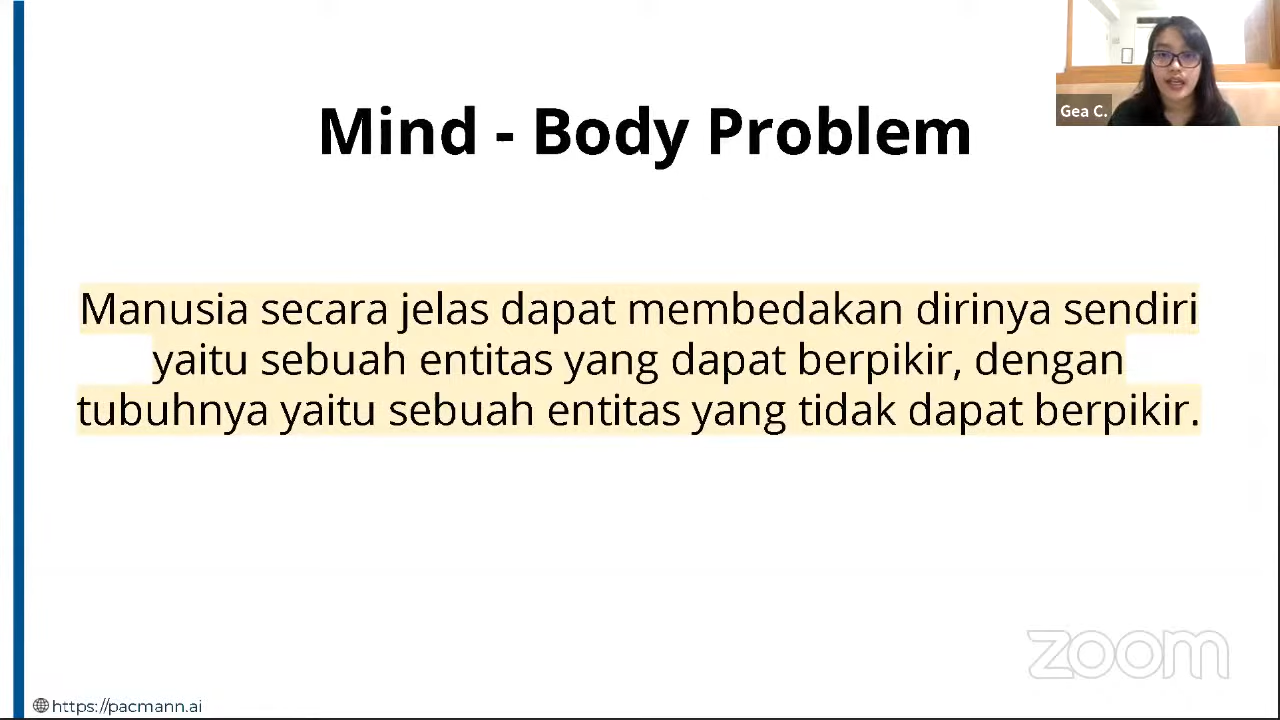 Gea C.
Mind - Body Problem
Manusia secara jelas dapat membedakan dirinya sendiri
yaitu sebuah entitas yang dapat berpikir, dengan
tubuhnya yaitu sebuah entitas yang tidak dapat berpikir.
zoom
https://pacmann.ai